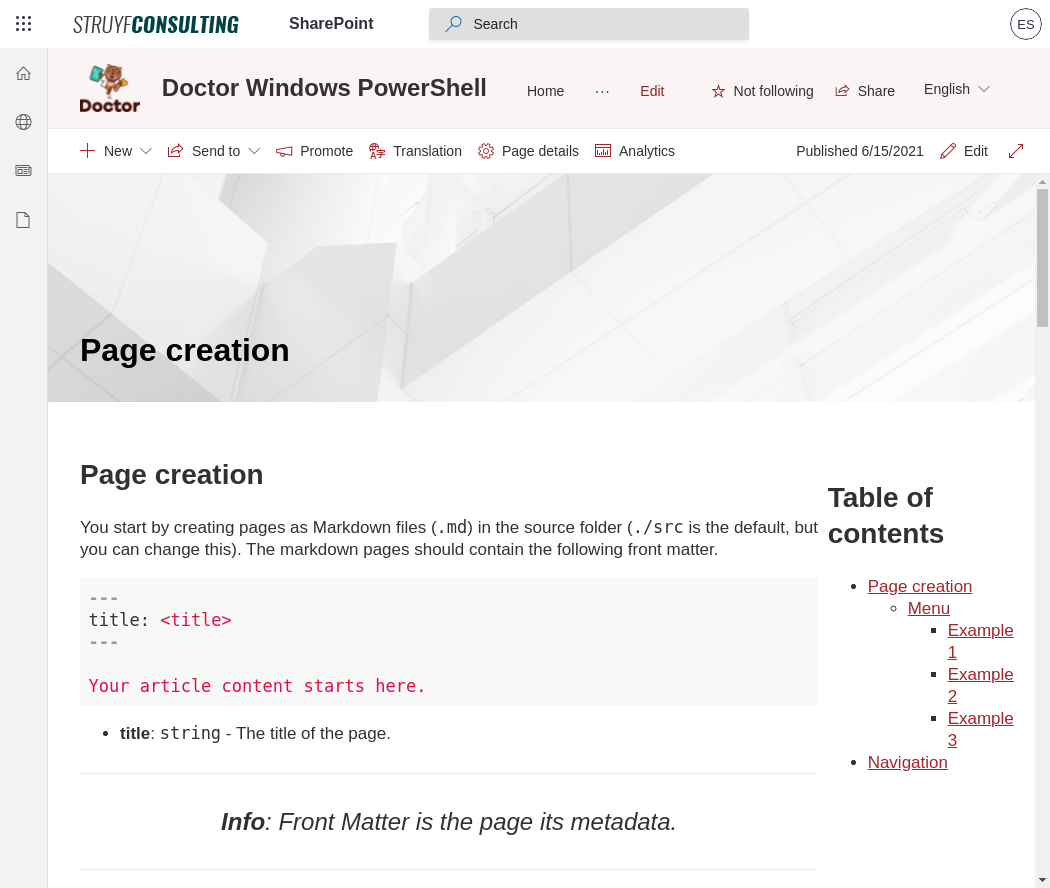 STRUYFCONSULTING
SharePoint
Search
ES
Doctor
Doctor Windows PowerShell
Home
···
Edit
Not following
Share
English
New
Send to
Promote
Translation
Page details
Analytics
Published 6/15/2021
Edit
Page creation
Page creation
You start by creating pages as Markdown files (.md) in the source folder (./src is the default, but
you can change this). The markdown pages should contain the following front matter.
---
title: <title>
---
Your article content starts here.
• title: string - The title of the page.
Info: Front Matter is the page its metadata.
Table of
contents
• Page creation
◦ Menu
▪ Example
1
▪ Example
2
▪ Example
3
• Navigation